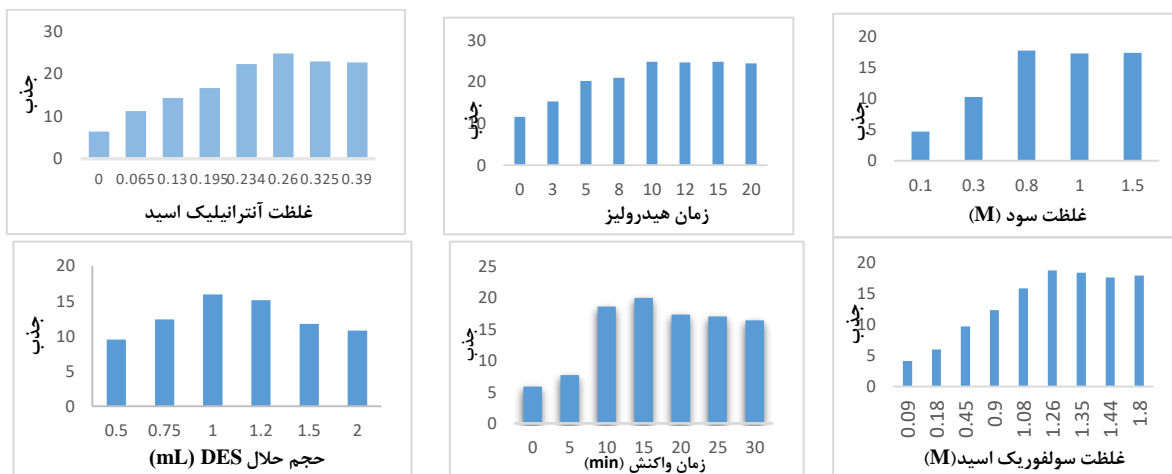 30
20
10
0
جذب
0 0.065 0.13 0.195 0.234 0.26 0.325 0.39
غلظت آنترانیلیک اسید
30
20
10
0
جذب
0 3 5 8 10 12 15 20
زمان هیدرولیز
20
15
10
5
0
جذب
0.1 0.3 0.8 1 1.5
غلظت سود (M)
20
15
10
5
0
جذب
0.5 0.75 1 1.2 1.5 2
حجم حلال DES (mL)
25
20
15
10
5
0
جذب
0 5 10 15 20 25 30
زمان واکنش (min)
20
15
10
5
0
جذب
0.09 0.18 0.45 0.9 1.08 1.26 1.35 1.44 1.8
غلظت سولفوریک اسید(M)